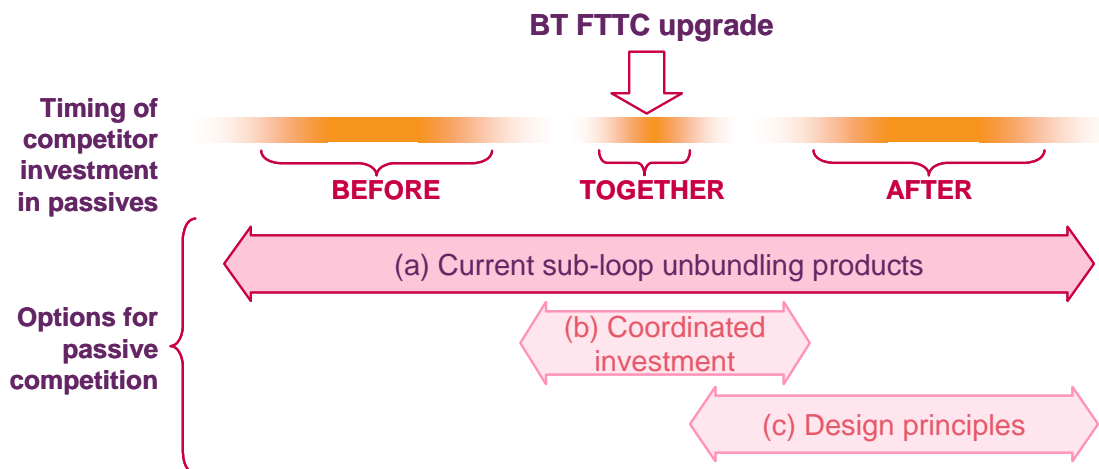 BT FTTC upgrade
Timing of
competitor
investment
in passives
BEFORE
TOGETHER
AFTER
(a) Current sub-loop unbundling products
Options for
passive
competition
(b) Coordinated
investment
(c) Design principles